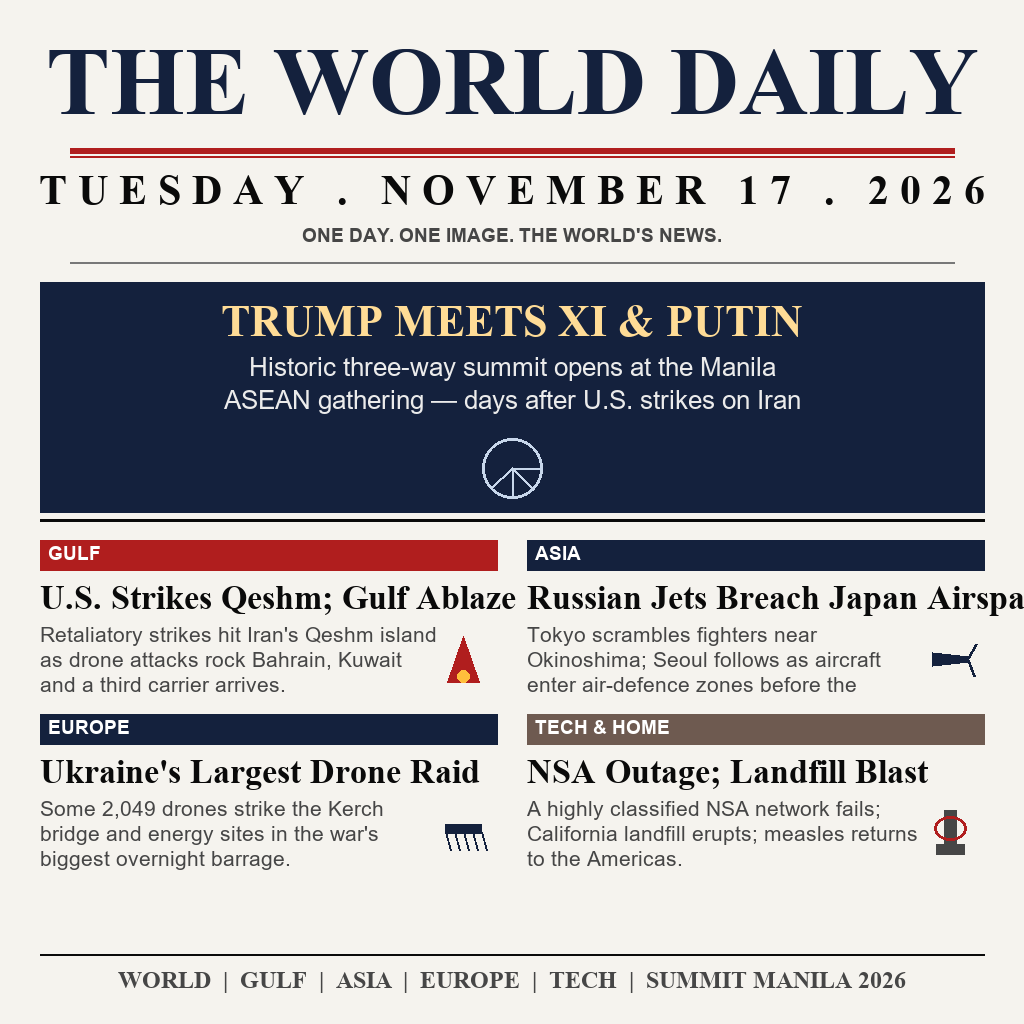 THE WORLD DAILY
TUESDAY . NOVEMBER 17 . 2026
ONE DAY. ONE IMAGE. THE WORLD'S NEWS.
TRUMP MEETS XI & PUTIN
Historic three-way summit opens at the Manila
ASEAN gathering — days after U.S. strikes on Iran
GULF
U.S. Strikes Qeshm; Gulf Ablaze
Retaliatory strikes hit Iran's Qeshm island
as drone attacks rock Bahrain, Kuwait
and a third carrier arrives.
ASIA
Russian Jets Breach Japan Airspa
Tokyo scrambles fighters near
Okinoshima; Seoul follows as aircraft
enter air-defence zones before the
EUROPE
Ukraine's Largest Drone Raid
Some 2,049 drones strike the Kerch
bridge and energy sites in the war's
biggest overnight barrage.
TECH & HOME
NSA Outage; Landfill Blast
A highly classified NSA network fails;
California landfill erupts; measles returns
to the Americas.
WORLD | GULF | ASIA | EUROPE | TECH | SUMMIT MANILA 2026